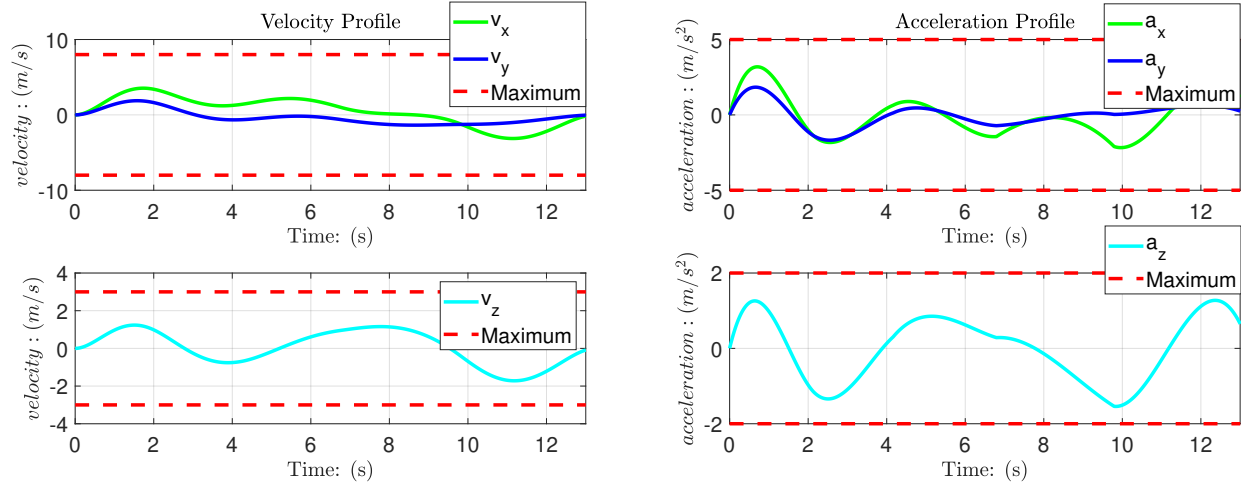 Velocity Profile
v_x
v_y
Maximum
10
0
-10
velocity : (m/s)
0 2 4 6 8 10 12
Time: (s)
Acceleration Profile
a_x
a_y
Maximum
5
0
-5
acceleration : (m/s²)
0 2 4 6 8 10 12
Time: (s)
v_z
Maximum
4
2
0
-2
-4
velocity : (m/s)
0 2 4 6 8 10 12
Time: (s)
a_z
Maximum
2
0
-2
acceleration : (m/s²)
0 2 4 6 8 10 12
Time: (s)